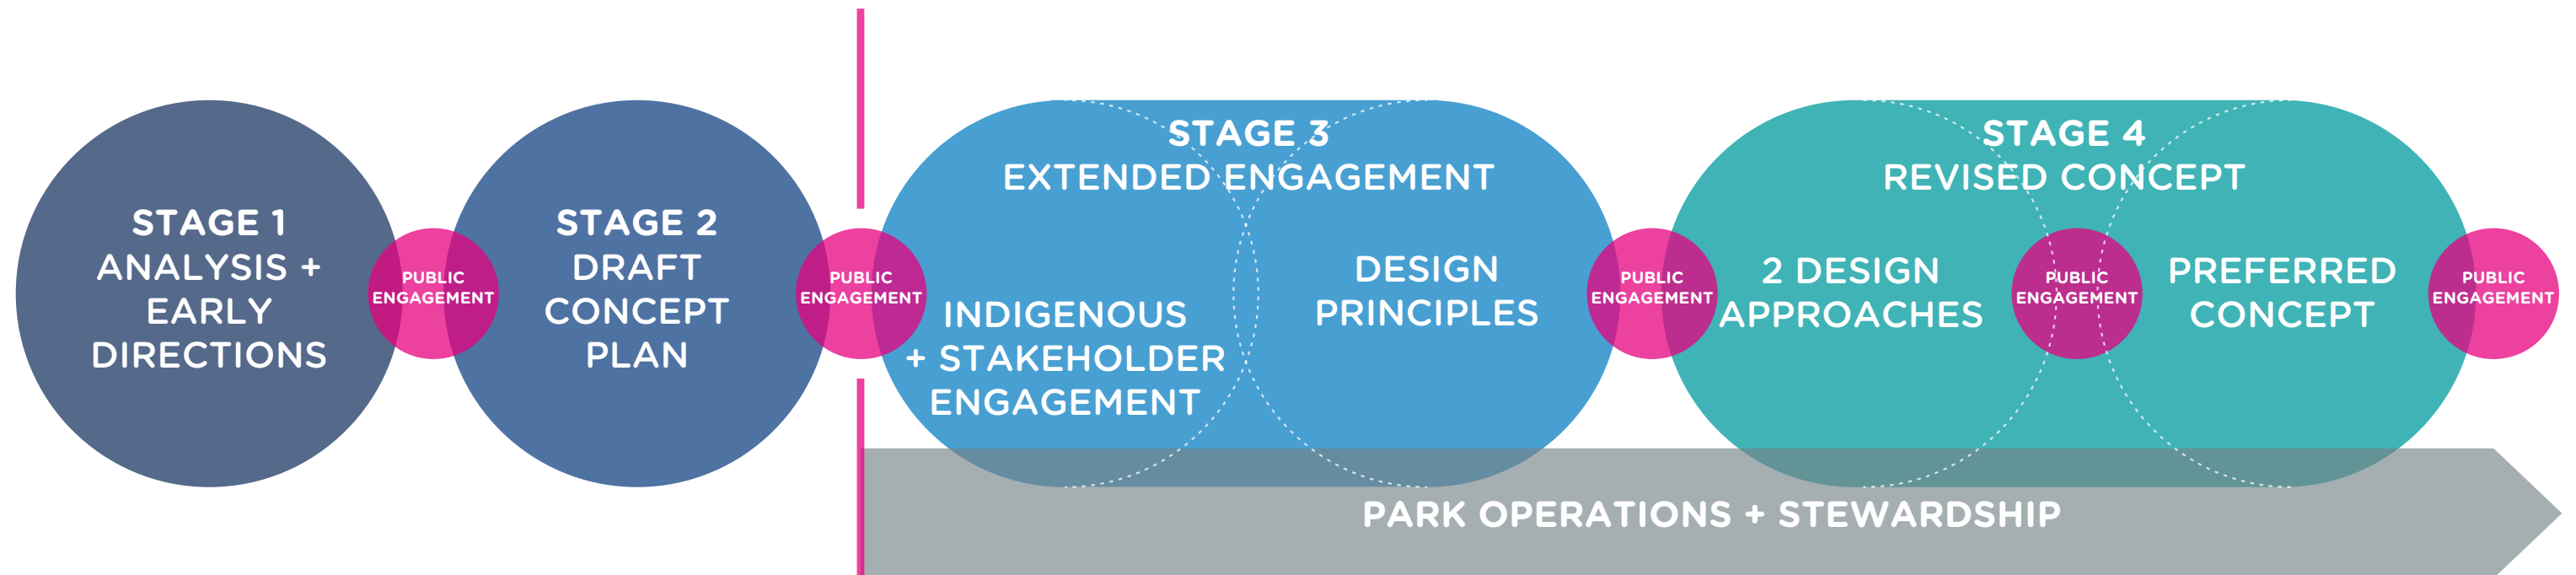 STAGE 1
ANALYSIS +
EARLY
DIRECTIONS
PUBLIC
ENGAGEMENT
STAGE 2
DRAFT
CONCEPT
PLAN
PUBLIC
ENGAGEMENT
STAGE 3
EXTENDED ENGAGEMENT
INDIGENOUS
+ STAKEHOLDER
ENGAGEMENT
DESIGN
PRINCIPLES
PUBLIC
ENGAGEMENT
STAGE 4
REVISED CONCEPT
2 DESIGN
APPROACHES
PUBLIC
ENGAGEMENT
PREFERRED
CONCEPT
PUBLIC
ENGAGEMENT
PARK OPERATIONS + STEWARDSHIP